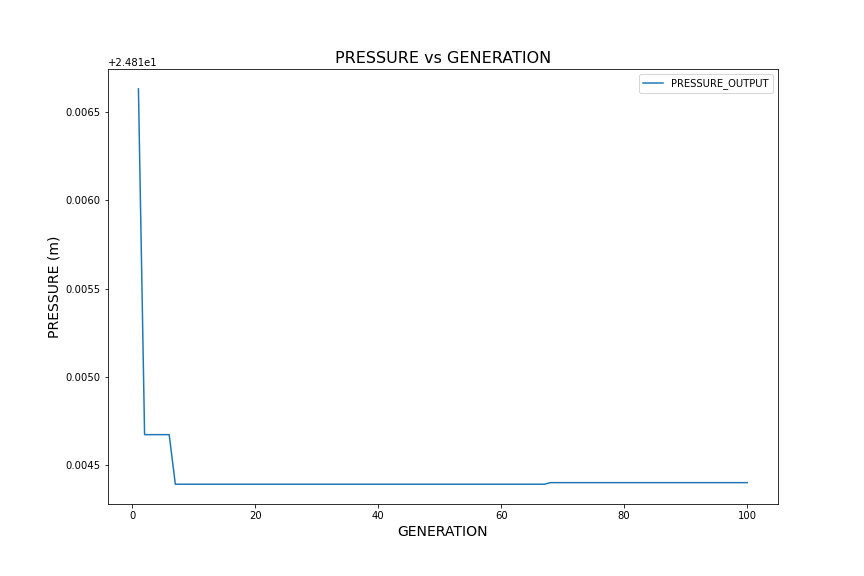 PRESSURE vs GENERATION
+2.481e1
PRESSURE_OUTPUT
0.0065
0.0060
0.0055
0.0050
0.0045
PRESSURE (m)
0 20 40 60 80 100
GENERATION